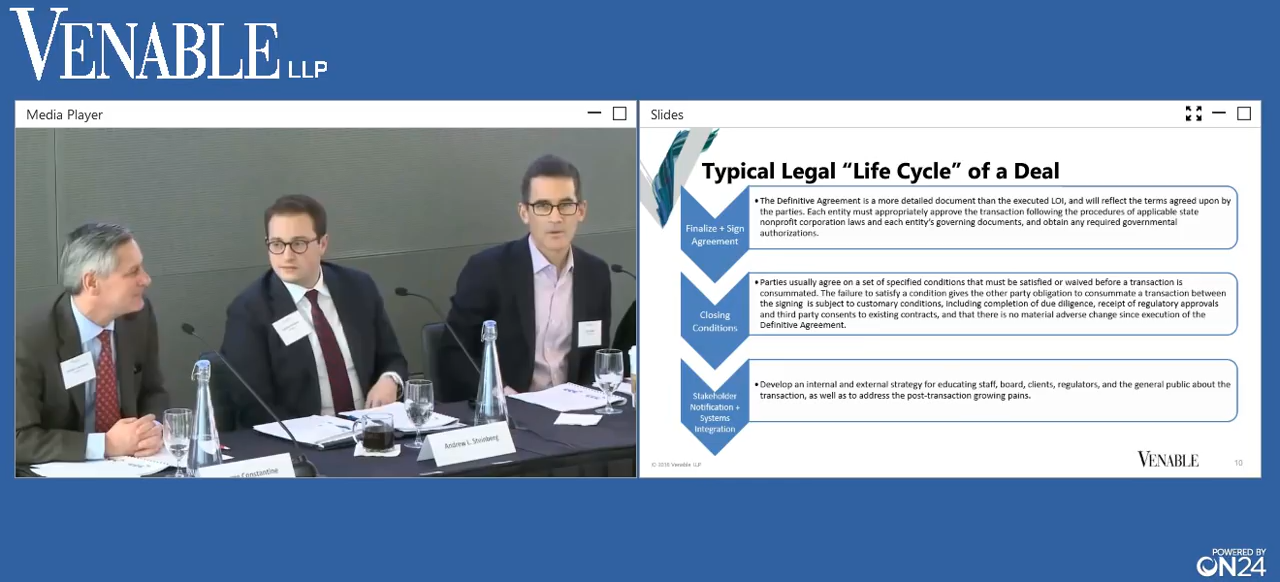 VENABLE LLP
Media Player
Slides
Typical Legal “Life Cycle” of a Deal
Finalize + Sign
Agreement
•The Definitive Agreement is a more detailed document than the executed LOI, and will reflect the terms agreed upon by
the parties. Each entity must appropriately approve the transaction following the procedures of applicable state
nonprofit corporation laws and each entity’s governing documents, and obtain any required governmental
authorizations.
Closing
Conditions
•Parties usually agree on a set of specified conditions that must be satisfied or waived before a transaction is
consummated. The failure to satisfy a condition gives the other party obligation to consummate a transaction between
the signing is subject to customary conditions, including completion of due diligence, receipt of regulatory approvals
and third party consents to existing contracts, and that there is no material adverse change since execution of the
Definitive Agreement.
Stakeholder
Notification +
Systems
Integration
•Develop an internal and external strategy for educating staff, board, clients, regulators, and the general public about the
transaction, as well as to address the post-transaction growing pains.
VENABLE
10
Andrew L. Steinberg
Constantine
POWERED BY
ON24